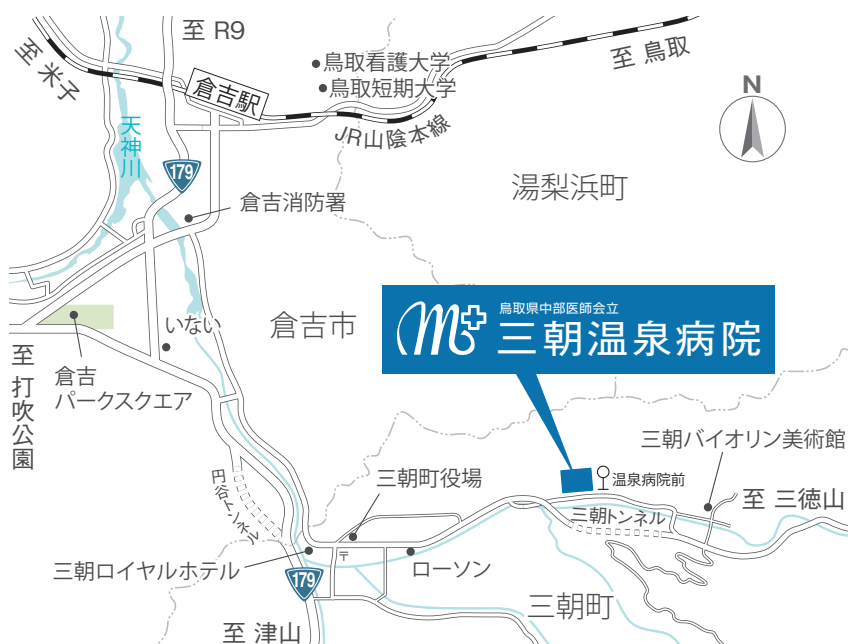 至 R9
至 米子
鳥取看護大学
鳥取短期大学
至 鳥取
倉吉駅
JR山陰本線
N
天神川
179
湯梨浜町
倉吉消防署
鳥取県中部医師会立
三朝温泉病院
いない
倉吉市
至 打吹公園
倉吉
パークスクエア
三朝バイオリン美術館
円谷トンネル
三朝町役場
温泉病院前
至 三徳山
三朝トンネル
三朝ロイヤルホテル
〒
ローソン
179
三朝町
至 津山